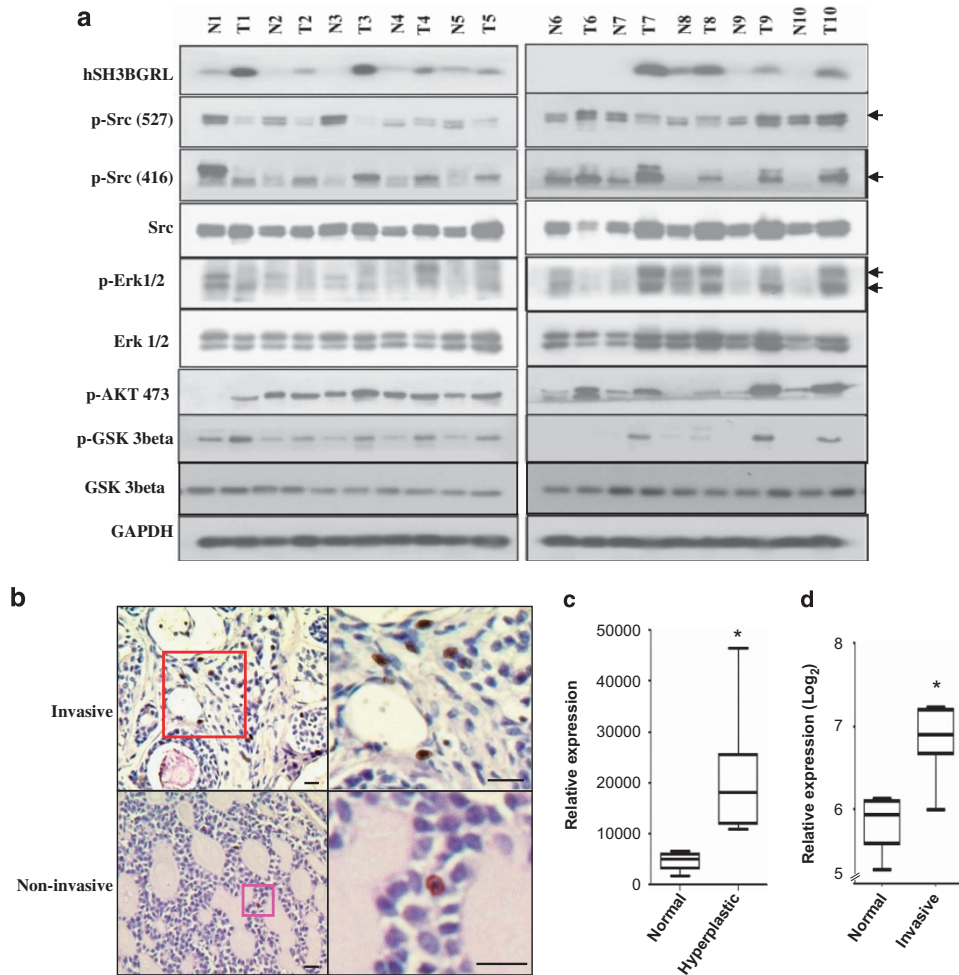 a
N1 T1 N2 T2 N3 T3 N4 T4 N5 T5 N6 T6 N7 T7 N8 T8 N9 T9 N10 T10
hSH3BGRL
p-Src (527)
p-Src (416)
Src
p-Erk1/2
Erk 1/2
p-AKT 473
p-GSK 3beta
GSK 3beta
GAPDH
b
Invasive
Non-invasive
c
Relative expression
50000
40000
30000
20000
10000
0
*
Normal
Hyperplastic
d
Relative expression (Log2)
8
7
6
5
*
Normal
Invasive